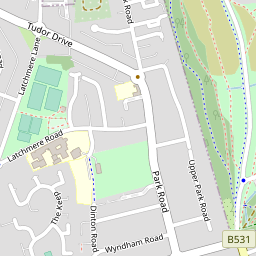 Tudor Drive
Park Road
Latchmere Lane
Latchmere Road
Park Road
Upper Park Road
The Keep
Dinton Road
Wyndham Road
B531